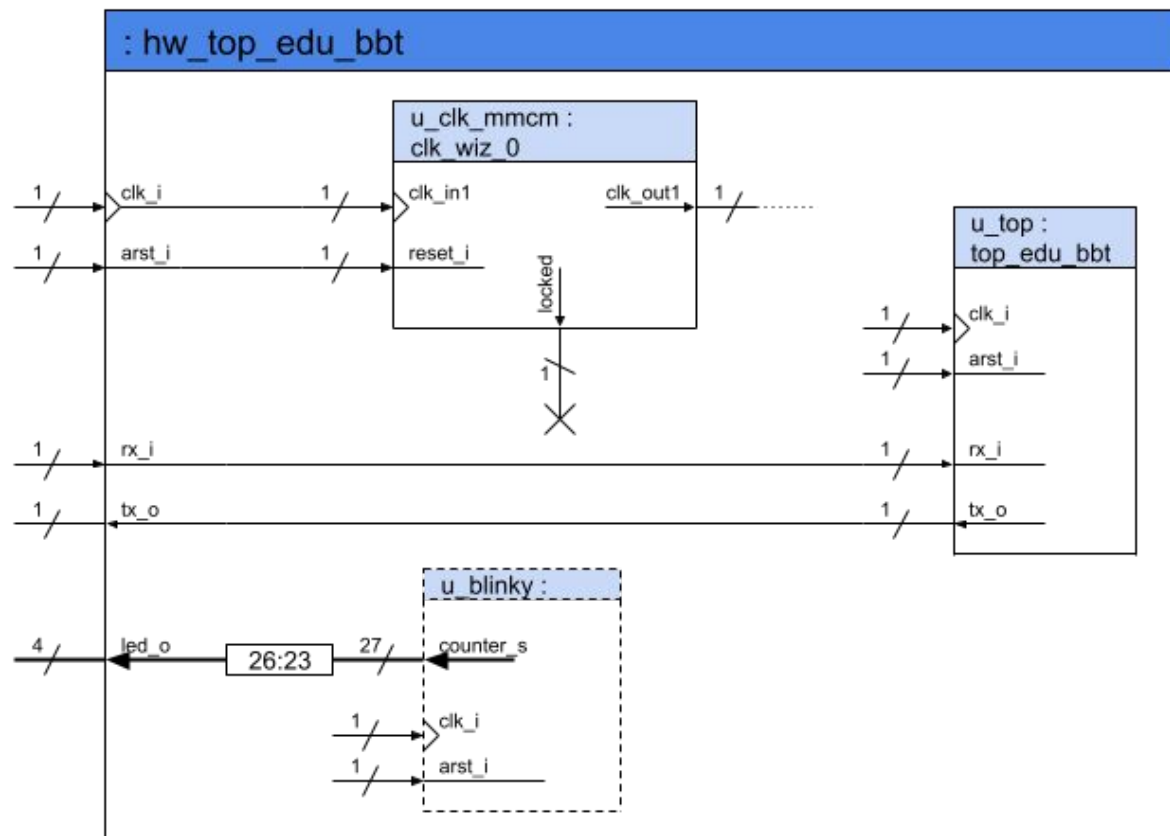 : hw_top_edu_bbt
u_clk_mmcm :
clk_wiz_0
1 clk_i 1 clk_in1 clk_out1 1
u_top :
top_edu_bbt
1 arst_i 1 reset_i
locked
1 clk_i
1
1 arst_i
1 rx_i 1 rx_i
1 tx_o 1 tx_o
u_blinky :
4 led_o 26:23 27 counter_s
1 clk_i
1 arst_i